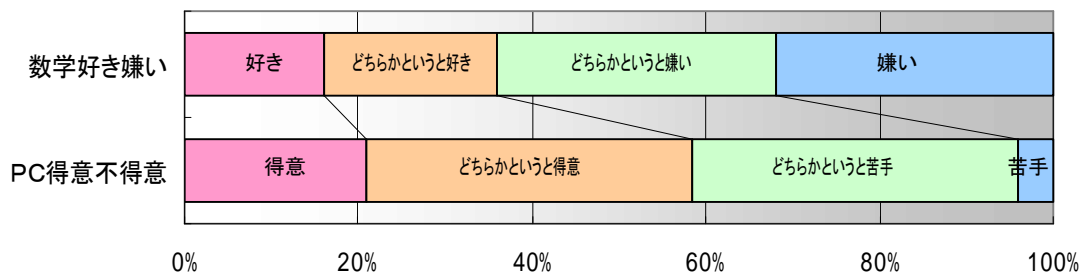 数学好き嫌い
好き
どちらかというと好き
どちらかというと嫌い
嫌い
PC得意不得意
得意
どちらかというと得意
どちらかというと苦手
苦手
0%
20%
40%
60%
80%
100%